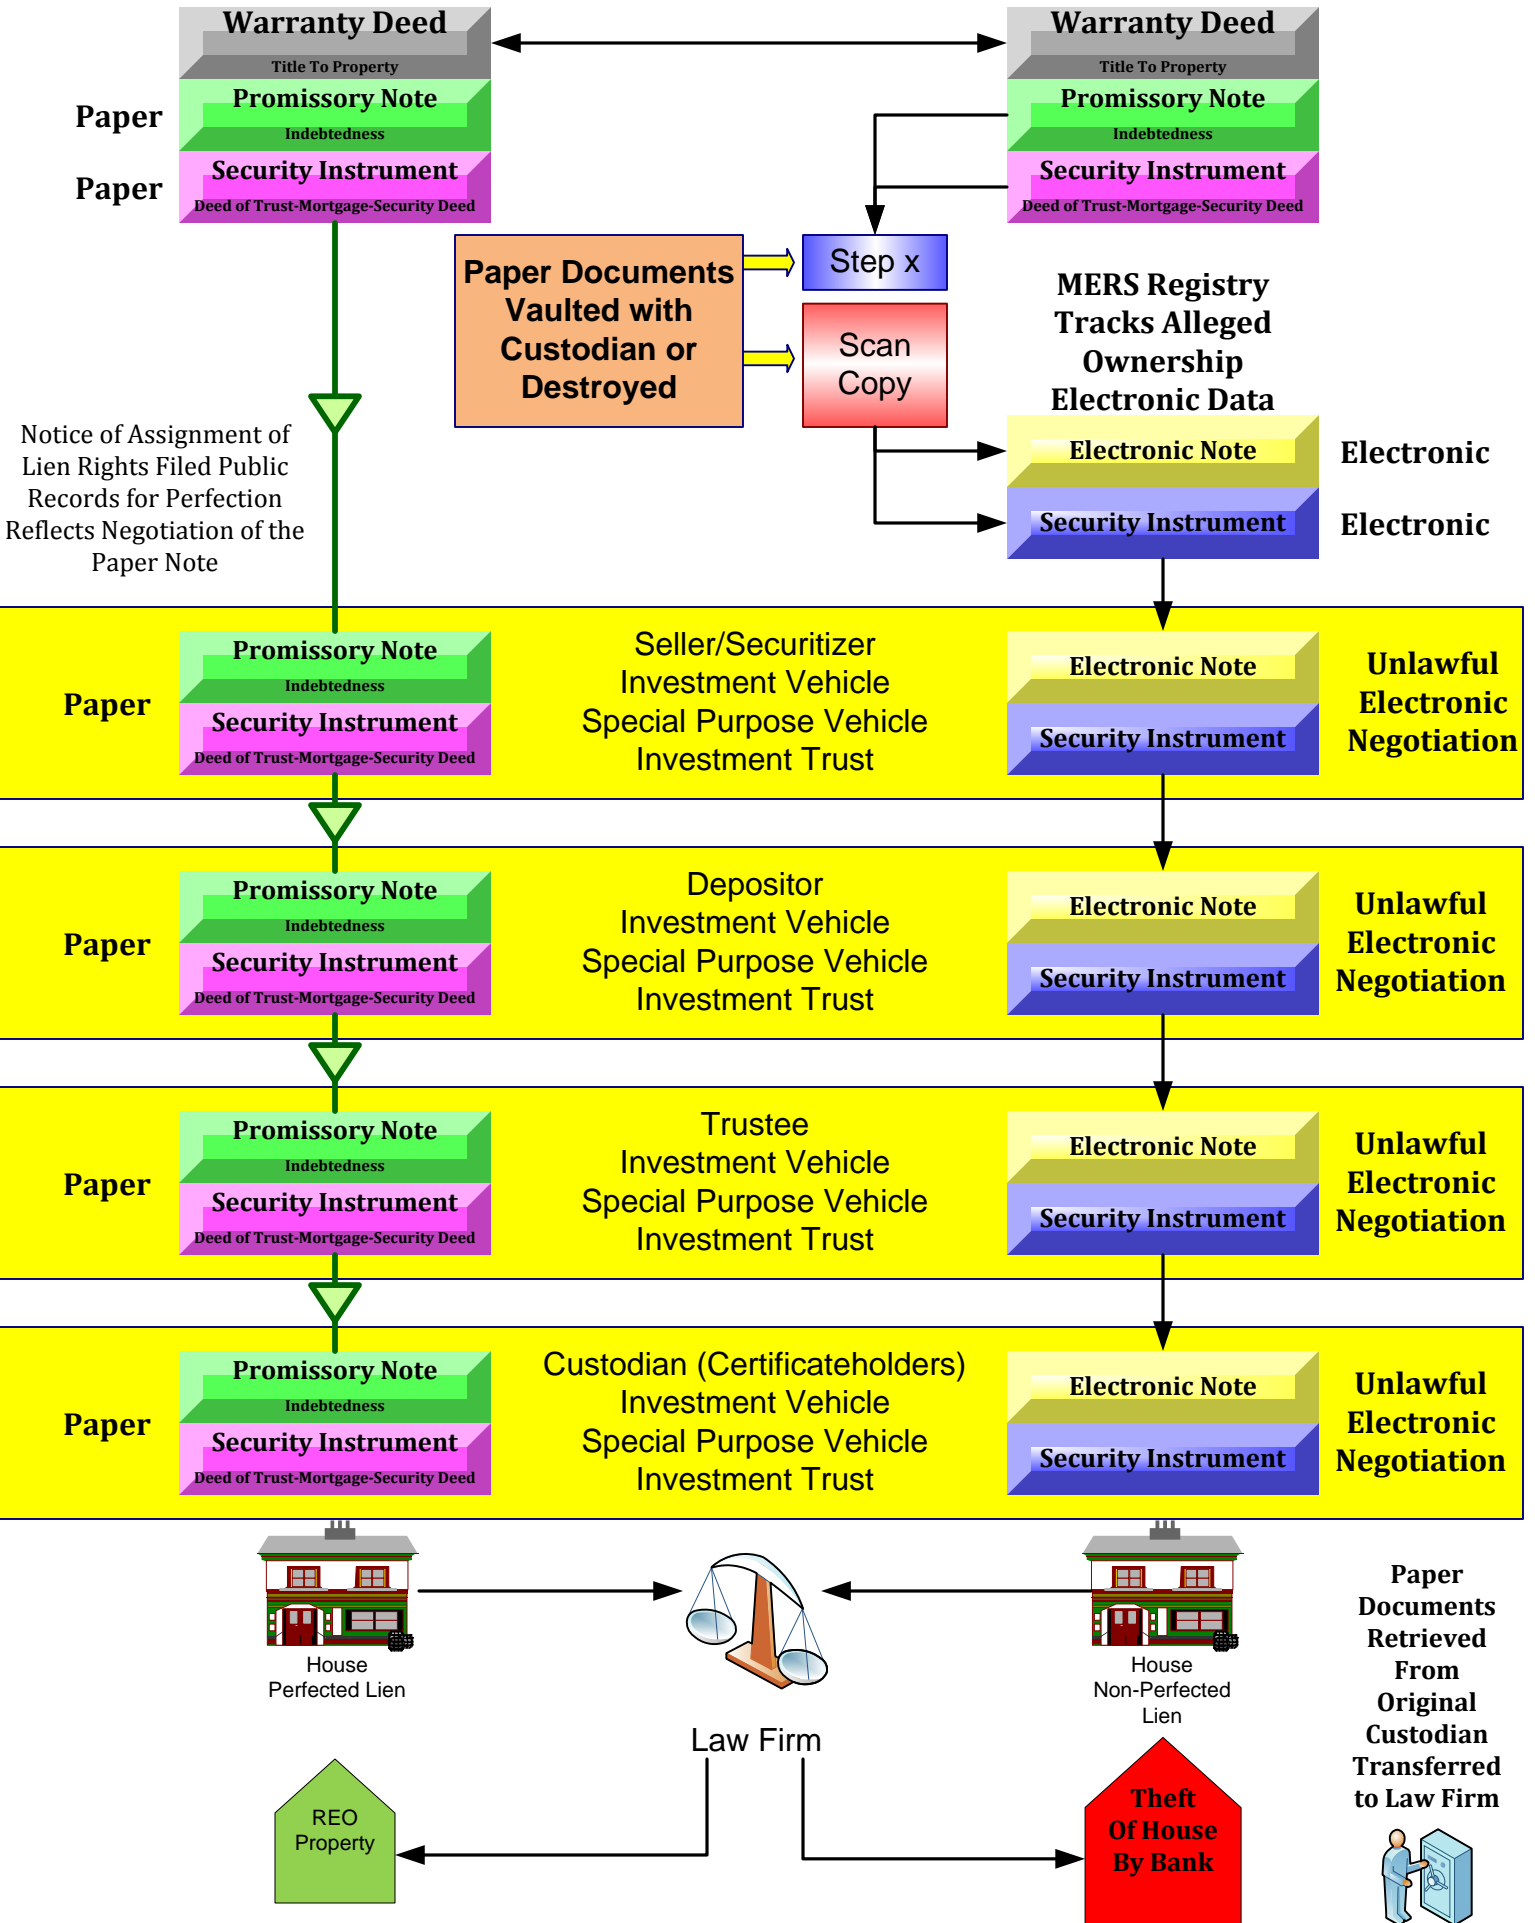 Warranty Deed
Title To Property
Paper
Promissory Note
Indebtedness
Paper
Security Instrument
Deed of Trust-Mortgage-Security Deed
Warranty Deed
Title To Property
Promissory Note
Indebtedness
Security Instrument
Deed of Trust-Mortgage-Security Deed
Paper Documents
Vaulted with
Custodian or
Destroyed
Step x
Scan
Copy
MERS Registry
Tracks Alleged
Ownership
Electronic Data
Electronic Note
Electronic
Security Instrument
Electronic
Notice of Assignment of
Lien Rights Filed Public
Records for Perfection
Reflects Negotiation of the
Paper Note
Paper
Promissory Note
Indebtedness
Security Instrument
Deed of Trust-Mortgage-Security Deed
Seller/Securitizer
Investment Vehicle
Special Purpose Vehicle
Investment Trust
Electronic Note
Security Instrument
Unlawful
Electronic
Negotiation
Paper
Promissory Note
Indebtedness
Security Instrument
Deed of Trust-Mortgage-Security Deed
Depositor
Investment Vehicle
Special Purpose Vehicle
Investment Trust
Electronic Note
Security Instrument
Unlawful
Electronic
Negotiation
Paper
Promissory Note
Indebtedness
Security Instrument
Deed of Trust-Mortgage-Security Deed
Trustee
Investment Vehicle
Special Purpose Vehicle
Investment Trust
Electronic Note
Security Instrument
Unlawful
Electronic
Negotiation
Paper
Promissory Note
Indebtedness
Security Instrument
Deed of Trust-Mortgage-Security Deed
Custodian (Certificateholders)
Investment Vehicle
Special Purpose Vehicle
Investment Trust
Electronic Note
Security Instrument
Unlawful
Electronic
Negotiation
House
Perfected Lien
Law Firm
House
Non-Perfected
Lien
Paper
Documents
Retrieved
From
Original
Custodian
Transferred
to Law Firm
REO
Property
Theft
Of House
By Bank